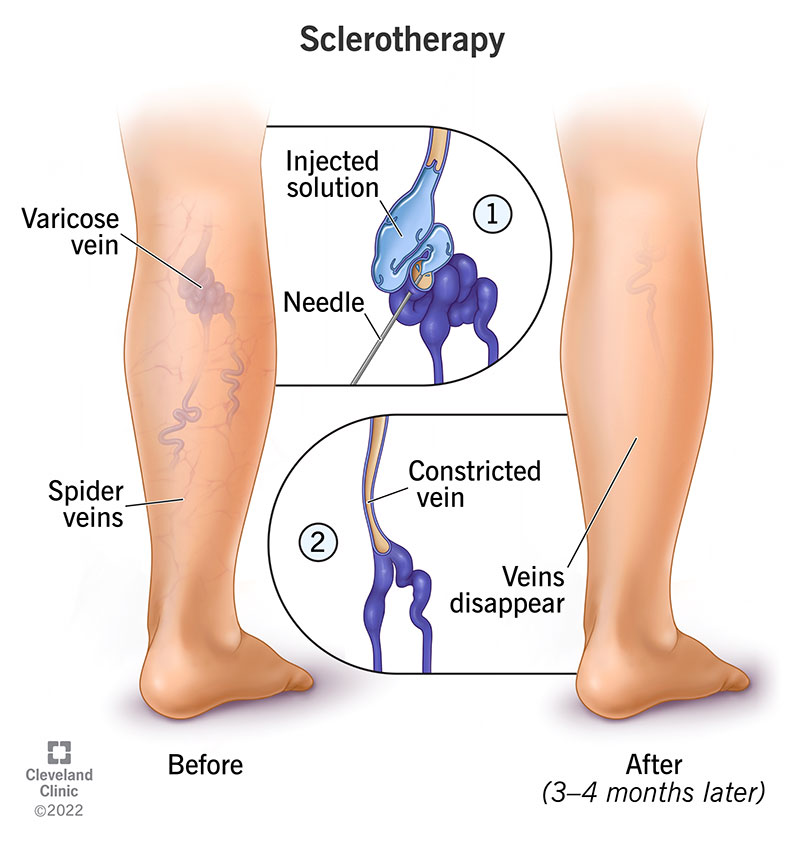 Sclerotherapy
Injected
solution
1
Varicose
vein
Needle
Constricted
vein
Spider
veins
2
Veins
disappear
Before
After
(3–4 months later)
Cleveland
Clinic
©2022